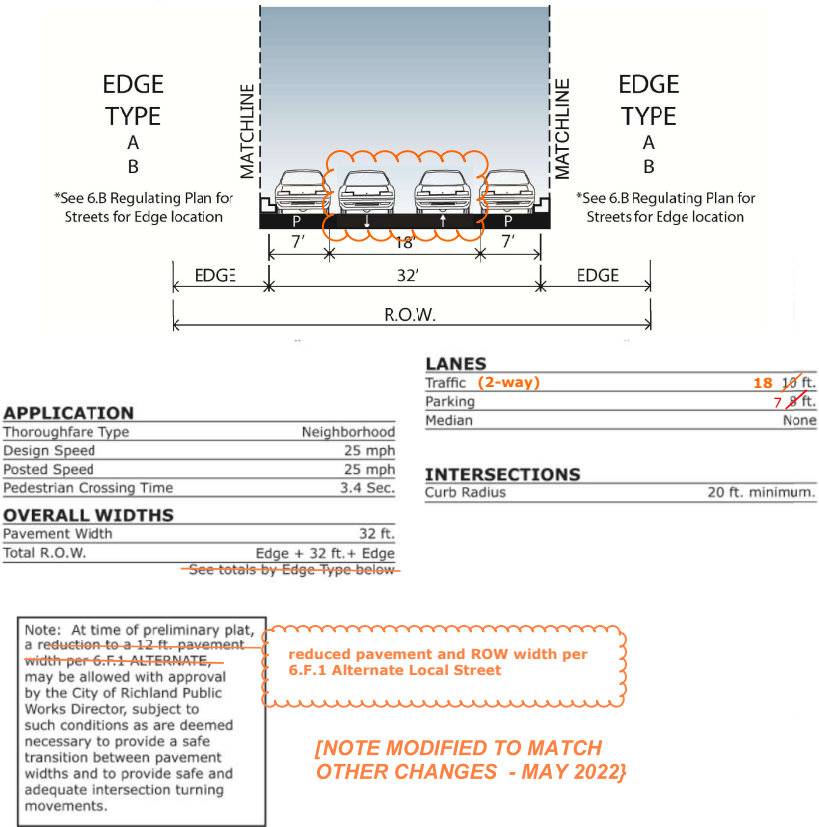 EDGE
TYPE
A
B
*See 6.B Regulating Plan for
Streets for Edge location
MATCHLINE
MATCHLINE
EDGE
TYPE
A
B
*See 6.B Regulating Plan for
Streets for Edge location
P
P
7'
18'
7'
EDGE
32'
EDGE
R.O.W.
LANES
Traffic (2-way) 18 10 ft.
Parking 7 8 ft.
Median None
APPLICATION
Thoroughfare Type Neighborhood
Design Speed 25 mph
Posted Speed 25 mph
Pedestrian Crossing Time 3.4 Sec.
INTERSECTIONS
Curb Radius 20 ft. minimum.
OVERALL WIDTHS
Pavement Width 32 ft.
Total R.O.W. Edge + 32 ft.+ Edge
See totals by Edge Type below
Note: At time of preliminary plat,
a reduction to a 12 ft. pavement
width per 6.F.1 ALTERNATE,
may be allowed with approval
by the City of Richland Public
Works Director, subject to
such conditions as are deemed
necessary to provide a safe
transition between pavement
widths and to provide safe and
adequate intersection turning
movements.
reduced pavement and ROW width per
6.F.1 Alternate Local Street
[NOTE MODIFIED TO MATCH
OTHER CHANGES - MAY 2022}